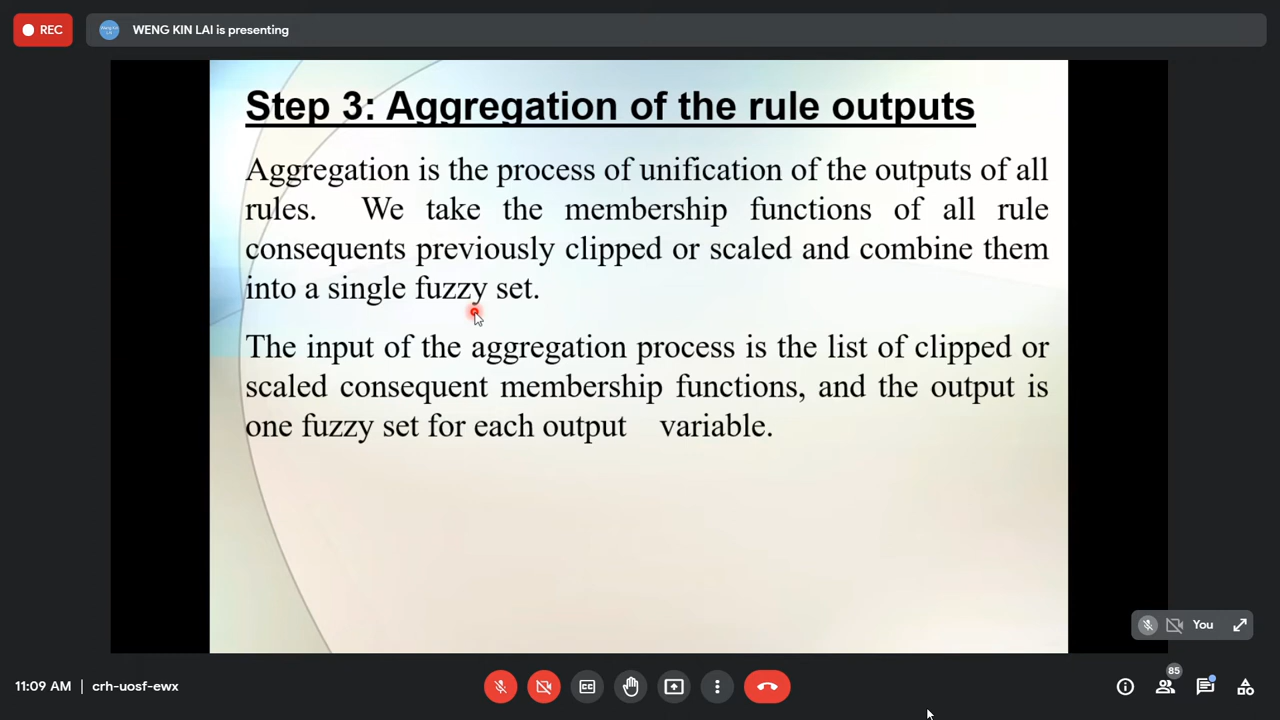 REC
WENG KIN LAI is presenting
Step 3: Aggregation of the rule outputs
Aggregation is the process of unification of the outputs of all
rules. We take the membership functions of all rule
consequents previously clipped or scaled and combine them
into a single fuzzy set.
The input of the aggregation process is the list of clipped or
scaled consequent membership functions, and the output is
one fuzzy set for each output variable.
You
85
11:09 AM | crh-uosf-ewx